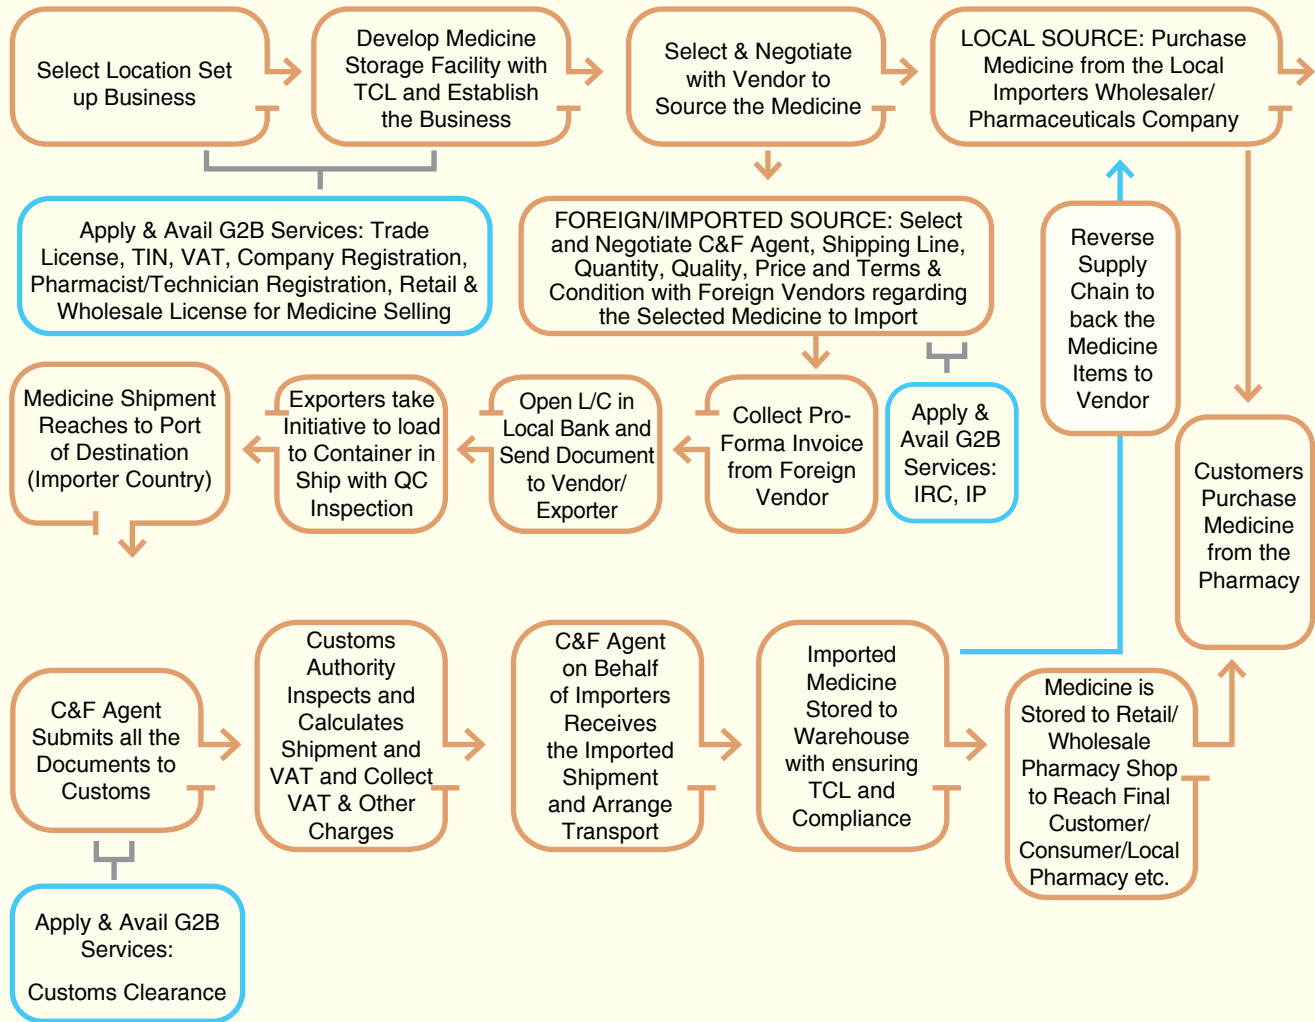 Select Location Set
up Business
Develop Medicine
Storage Facility with
TCL and Establish
the Business
Select & Negotiate
with Vendor to
Source the Medicine
LOCAL SOURCE: Purchase
Medicine from the Local
Importers Wholesaler/
Pharmaceuticals Company
Apply & Avail G2B Services: Trade
License, TIN, VAT, Company Registration,
Pharmacist/Technician Registration, Retail &
Wholesale License for Medicine Selling
FOREIGN/IMPORTED SOURCE: Select
and Negotiate C&F Agent, Shipping Line,
Quantity, Quality, Price and Terms &
Condition with Foreign Vendors regarding
the Selected Medicine to Import
Reverse
Supply
Chain to
back the
Medicine
Items to
Vendor
Medicine Shipment
Reaches to Port
of Destination
(Importer Country)
Exporters take
Initiative to load
to Container in
Ship with QC
Inspection
Open L/C in
Local Bank and
Send Document
to Vendor/
Exporter
Collect Pro-
Forma Invoice
from Foreign
Vendor
Apply &
Avail G2B
Services:
IRC, IP
Customers
Purchase
Medicine
from the
Pharmacy
C&F Agent
Submits all the
Documents to
Customs
Customs
Authority
Inspects and
Calculates
Shipment and
VAT and Collect
VAT & Other
Charges
C&F Agent
on Behalf
of Importers
Receives
the Imported
Shipment
and Arrange
Transport
Imported
Medicine
Stored to
Warehouse
with ensuring
TCL and
Compliance
Medicine is
Stored to Retail/
Wholesale
Pharmacy Shop
to Reach Final
Customer/
Consumer/Local
Pharmacy etc.
Apply & Avail G2B
Services:
Customs Clearance